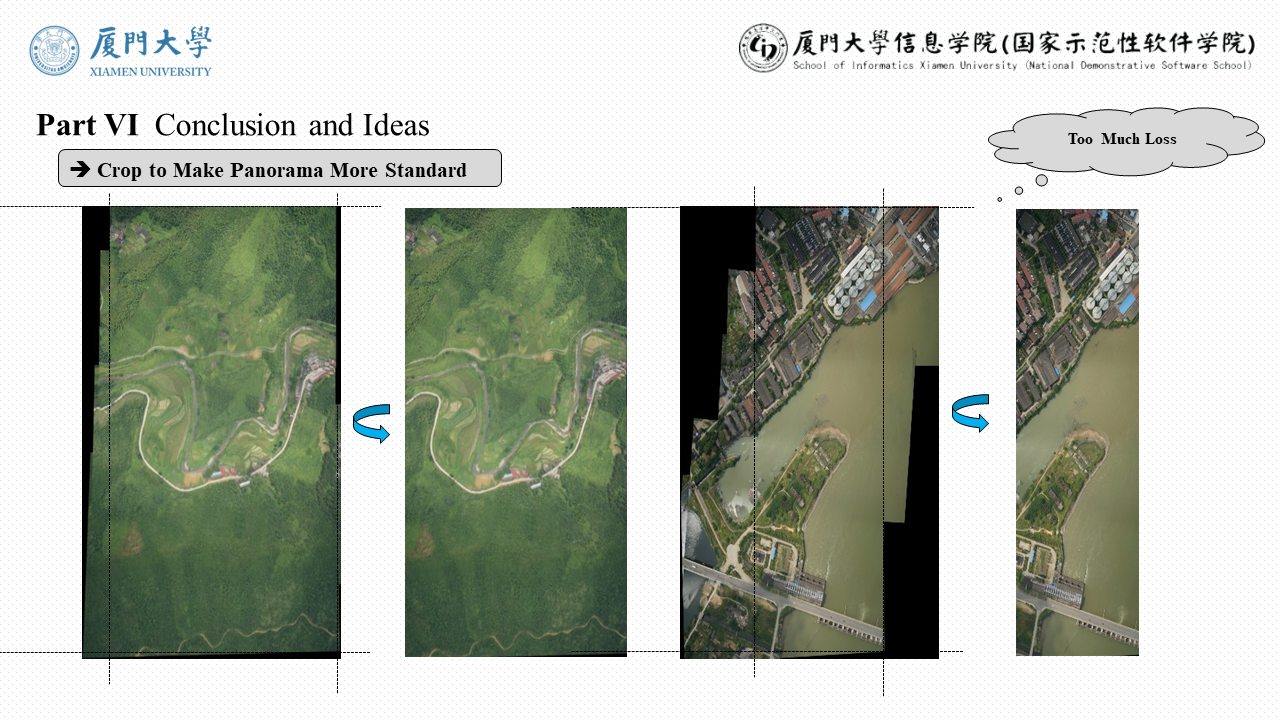 厦門大學
XIAMEN UNIVERSITY
厦門大學信息学院(国家示范性软件学院)
School of Informatics Xiamen University (National Demonstrative Software School)
Part VI Conclusion and Ideas
➔ Crop to Make Panorama More Standard
Too Much Loss